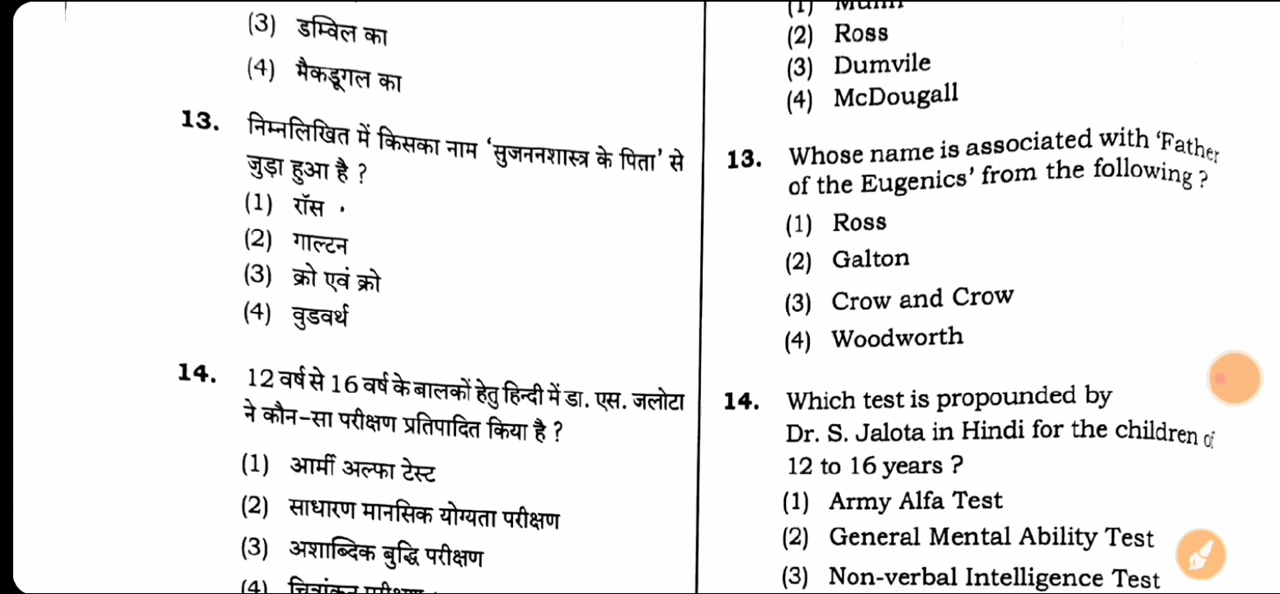 (3) डम्विल का
(4) मैकडूगल का
13. निम्नलिखित में किसका नाम ‘सुजननशास्त्र के पिता’ से
जुड़ा हुआ है ?
(1) रॉस
(2) गाल्टन
(3) क्रो एवं क्रो
(4) वुडवर्थ
14. 12 वर्ष से 16 वर्ष के बालकों हेतु हिन्दी में डा. एस. जलोटा
ने कौन-सा परीक्षण प्रतिपादित किया है ?
(1) आर्मी अल्फा टेस्ट
(2) साधारण मानसिक योग्यता परीक्षण
(3) अशाब्दिक बुद्धि परीक्षण
(4)
(1)
(2) Ross
(3) Dumvile
(4) McDougall
13. Whose name is associated with ‘Father
of the Eugenics’ from the following ?
(1) Ross
(2) Galton
(3) Crow and Crow
(4) Woodworth
14. Which test is propounded by
Dr. S. Jalota in Hindi for the children of
12 to 16 years ?
(1) Army Alfa Test
(2) General Mental Ability Test
(3) Non-verbal Intelligence Test